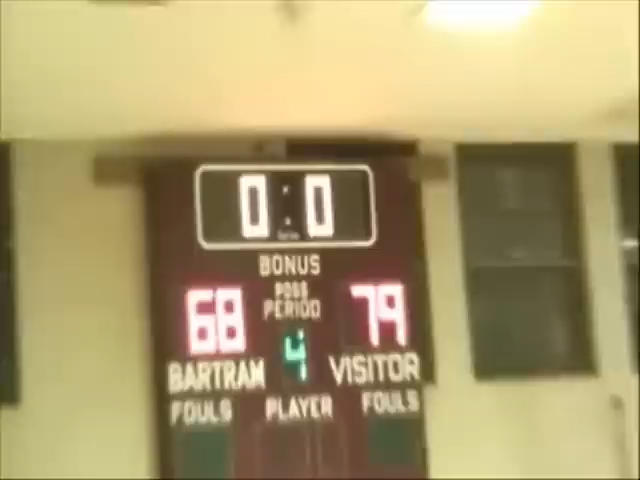 0:0
BONUS
POSS
68 PERIOD 79
BARTRAM 4 VISITOR
FOULS PLAYER FOULS